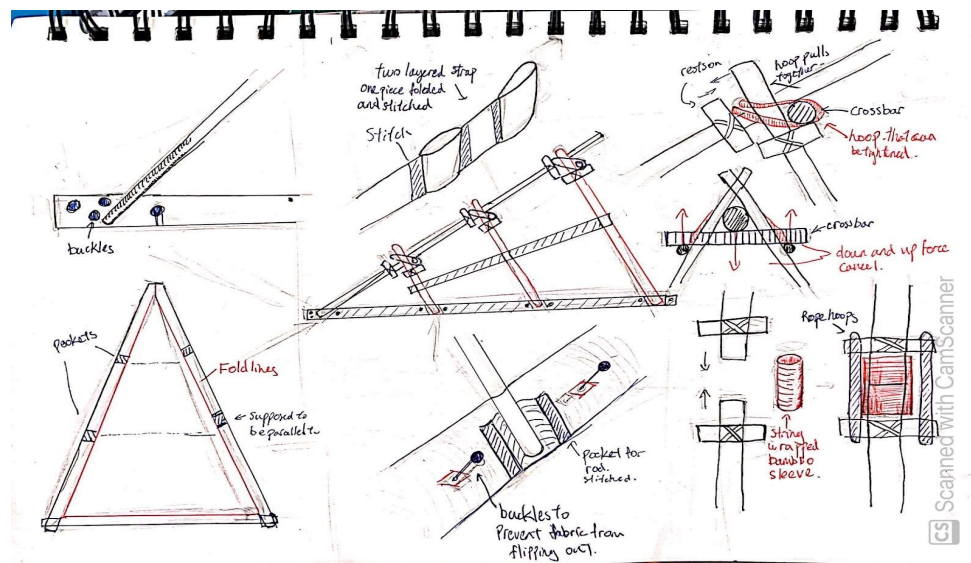 buckles
two layered strap
one piece folded
and stitched
Stitch
rests on
hoop pulls
together
crossbar
hoop that can
be tightened.
crossbar
down and up force
cancel.
pockets
Fold lines
supposed to
be parallel
pocket for
rod.
stitched.
buckles to
prevent fabric from
flipping out.
Rope hoops
string
wrapped
bamboo
sleeve.
CS Scanned with CamScanner